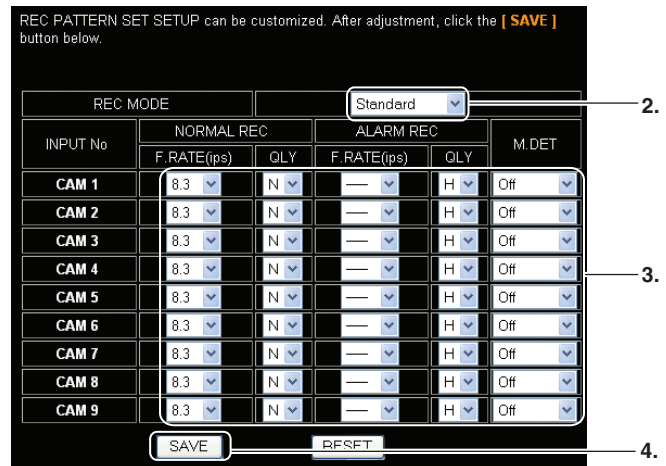 REC PATTERN SET SETUP can be customized. After adjustment, click the [ SAVE ]
button below.
REC MODE Standard 2.
INPUT No NORMAL REC ALARM REC M.DET
F.RATE(ips) QLY F.RATE(ips) QLY
CAM 1 8.3 N — H Off
CAM 2 8.3 N — H Off
CAM 3 8.3 N — H Off
CAM 4 8.3 N — H Off 3.
CAM 5 8.3 N — H Off
CAM 6 8.3 N — H Off
CAM 7 8.3 N — H Off
CAM 8 8.3 N — H Off
CAM 9 8.3 N — H Off
SAVE RESET 4.